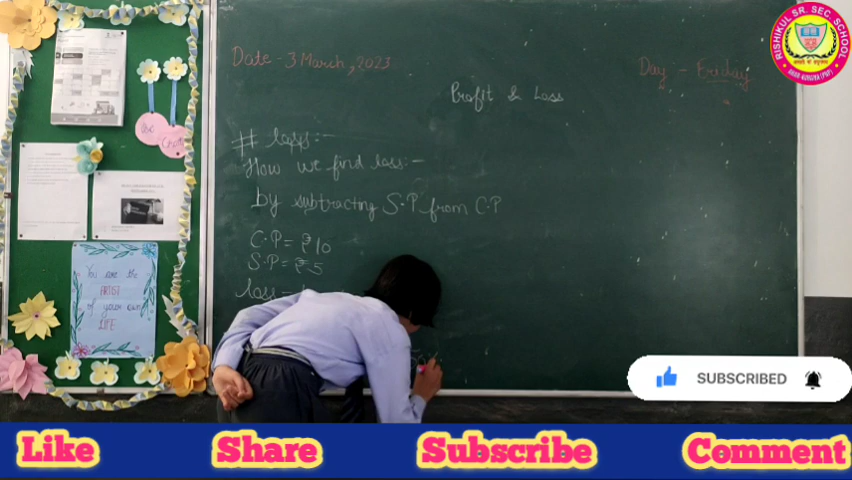 Date - 3 March, 2023
Day - Friday
Profit & Loss
# loss:-
How we find loss:-
by subtracting S.P from C.P
C.P = ₹10
S.P = ₹5
loss =
You are the
ARTIST
of your own
LIFE
RISHIKUL SR. SEC. SCHOOL
SUBSCRIBED
Like
Share
Subscribe
Comment